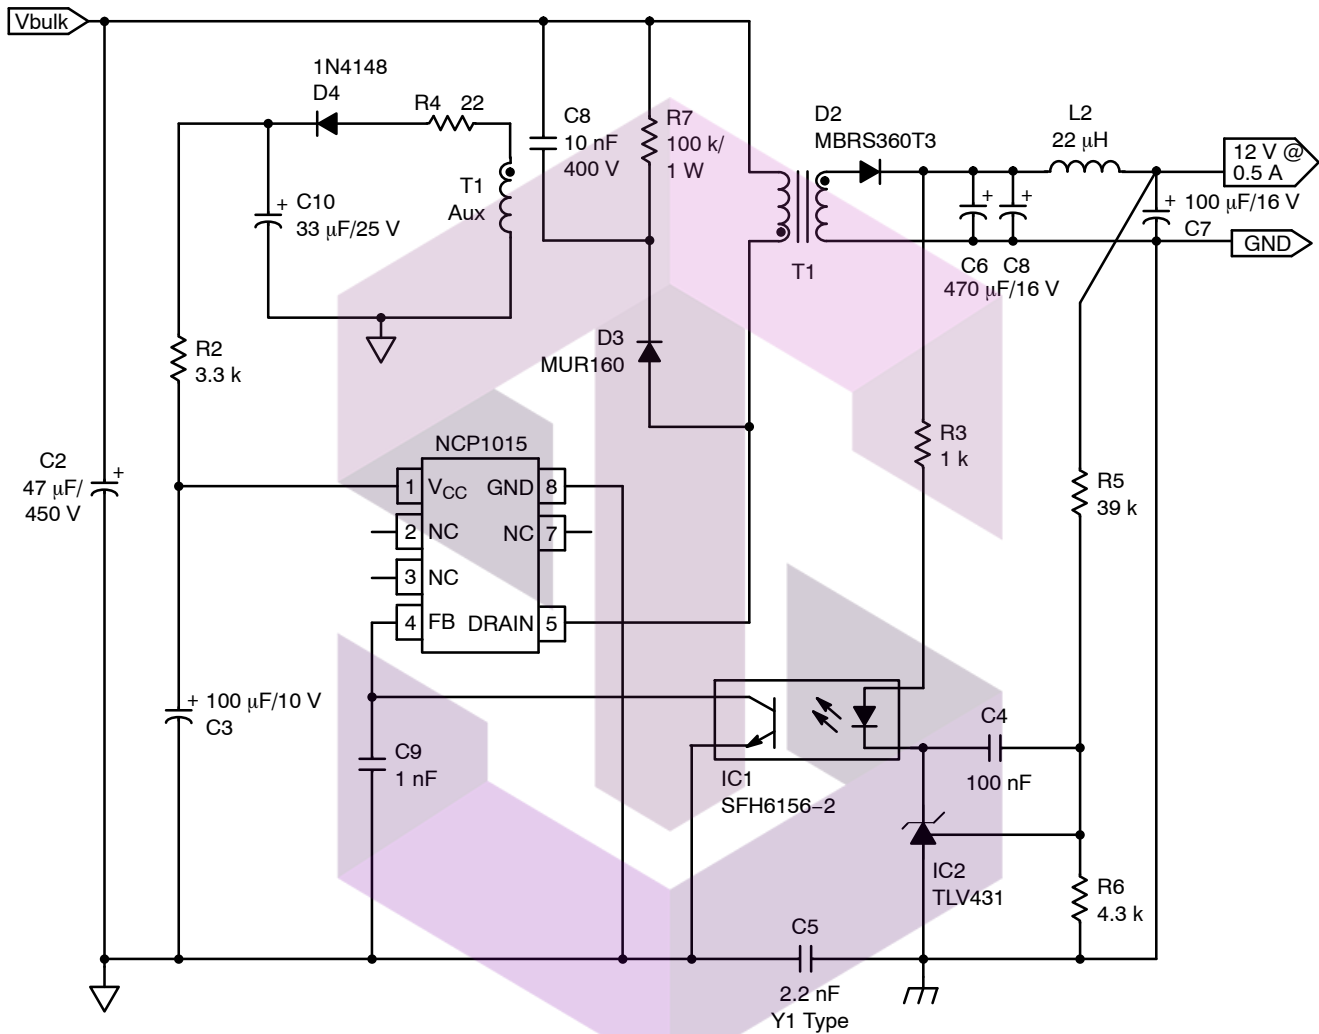 Vbulk
1N4148
D4
R4 22
C8
10 nF
400 V
R7
100 k/
1 W
D2
MBRS360T3
L2
22 μH
12 V @
0.5 A
T1
Aux
C10
33 μF/25 V
+
+
+
+
100 μF/16 V
C7
GND
T1
C6 C8
470 μF/16 V
R2
3.3 k
D3
MUR160
NCP1015
R3
1 k
C2
47 μF/
450 V
+
1 VCC GND 8
2 NC NC 7
3 NC
4 FB DRAIN 5
R5
39 k
+ 100 μF/10 V
C3
C9
1 nF
IC1
SFH6156−2
C4
100 nF
IC2
TLV431
R6
4.3 k
C5
2.2 nF
Y1 Type